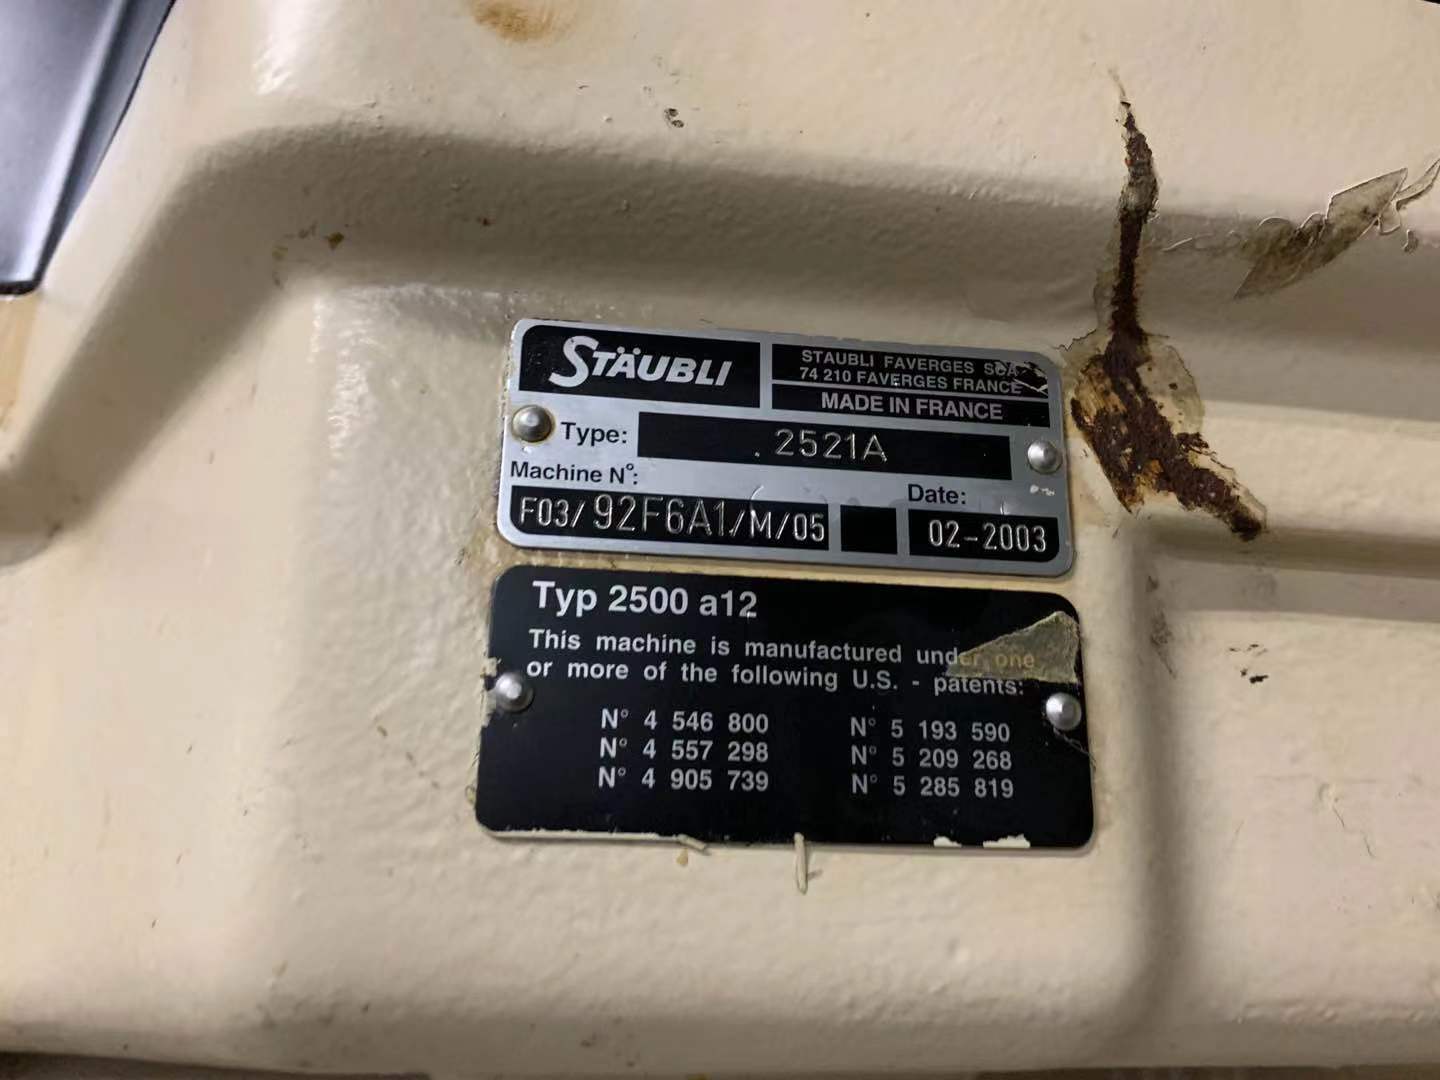 STÄUBLI
STAUBLI FAVERGES SCA
74 210 FAVERGES FRANCE
MADE IN FRANCE
Type: .2521A
Machine N°:
Date:
F03/92F6A1/M/05
02-2003
Typ 2500 a12
This machine is manufactured under one
or more of the following U.S. - patents:
N° 4 546 800 N° 5 193 590
N° 4 557 298 N° 5 209 268
N° 4 905 739 N° 5 285 819